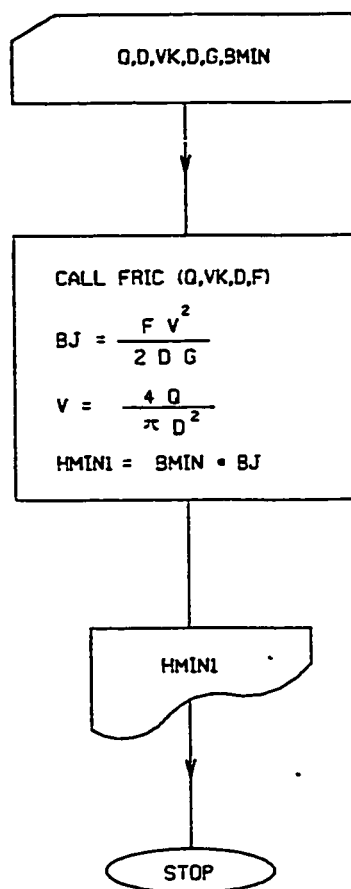 Q,D,VK,D,G,BMIN
CALL FRIC (Q,VK,D,F)
BJ = F V² / 2 D G
V = 4 Q / π D²
HMIN1 = BMIN * BJ
HMIN1
STOP